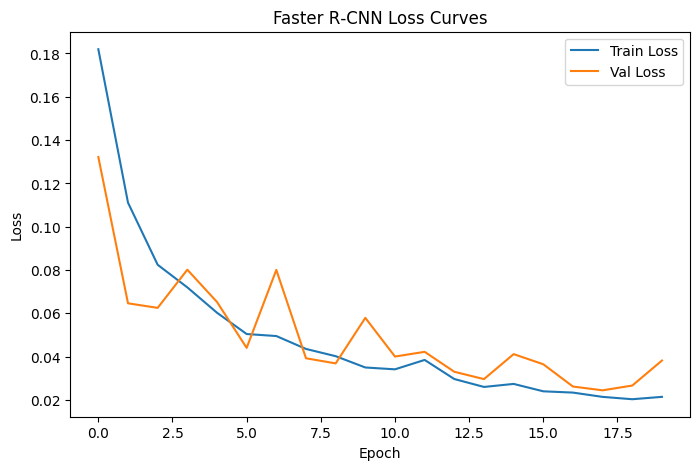 Faster R-CNN Loss Curves
Train Loss
Val Loss
0.18
0.16
0.14
0.12
0.10
0.08
0.06
0.04
0.02
Loss
0.0 2.5 5.0 7.5 10.0 12.5 15.0 17.5
Epoch